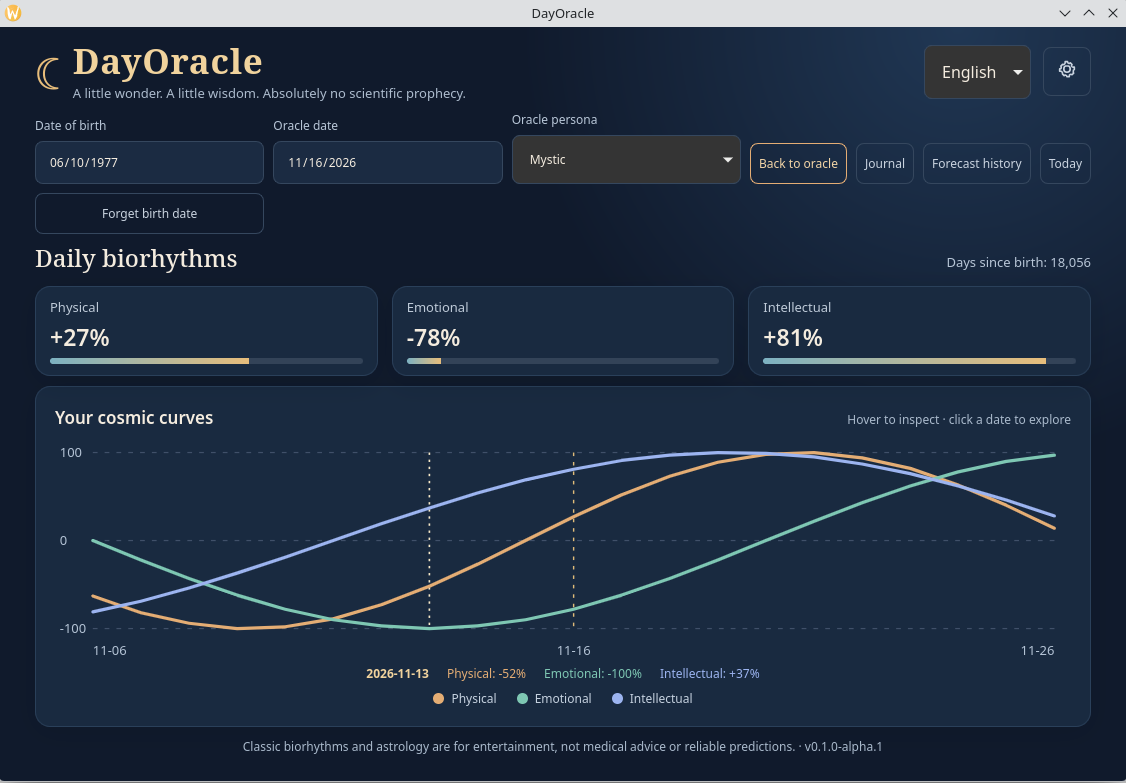 DayOracle
DayOracle
A little wonder. A little wisdom. Absolutely no scientific prophecy.
English
Date of birth
Oracle date
Oracle persona
06/10/1977
11/16/2026
Mystic
Back to oracle
Journal
Forecast history
Today
Forget birth date
Daily biorhythms
Days since birth: 18,056
Physical
+27%
Emotional
-78%
Intellectual
+81%
Your cosmic curves
Hover to inspect · click a date to explore
100
0
-100
11-06
11-16
11-26
2026-11-13 Physical: -52% Emotional: -100% Intellectual: +37%
Physical Emotional Intellectual
Classic biorhythms and astrology are for entertainment, not medical advice or reliable predictions. · v0.1.0-alpha.1